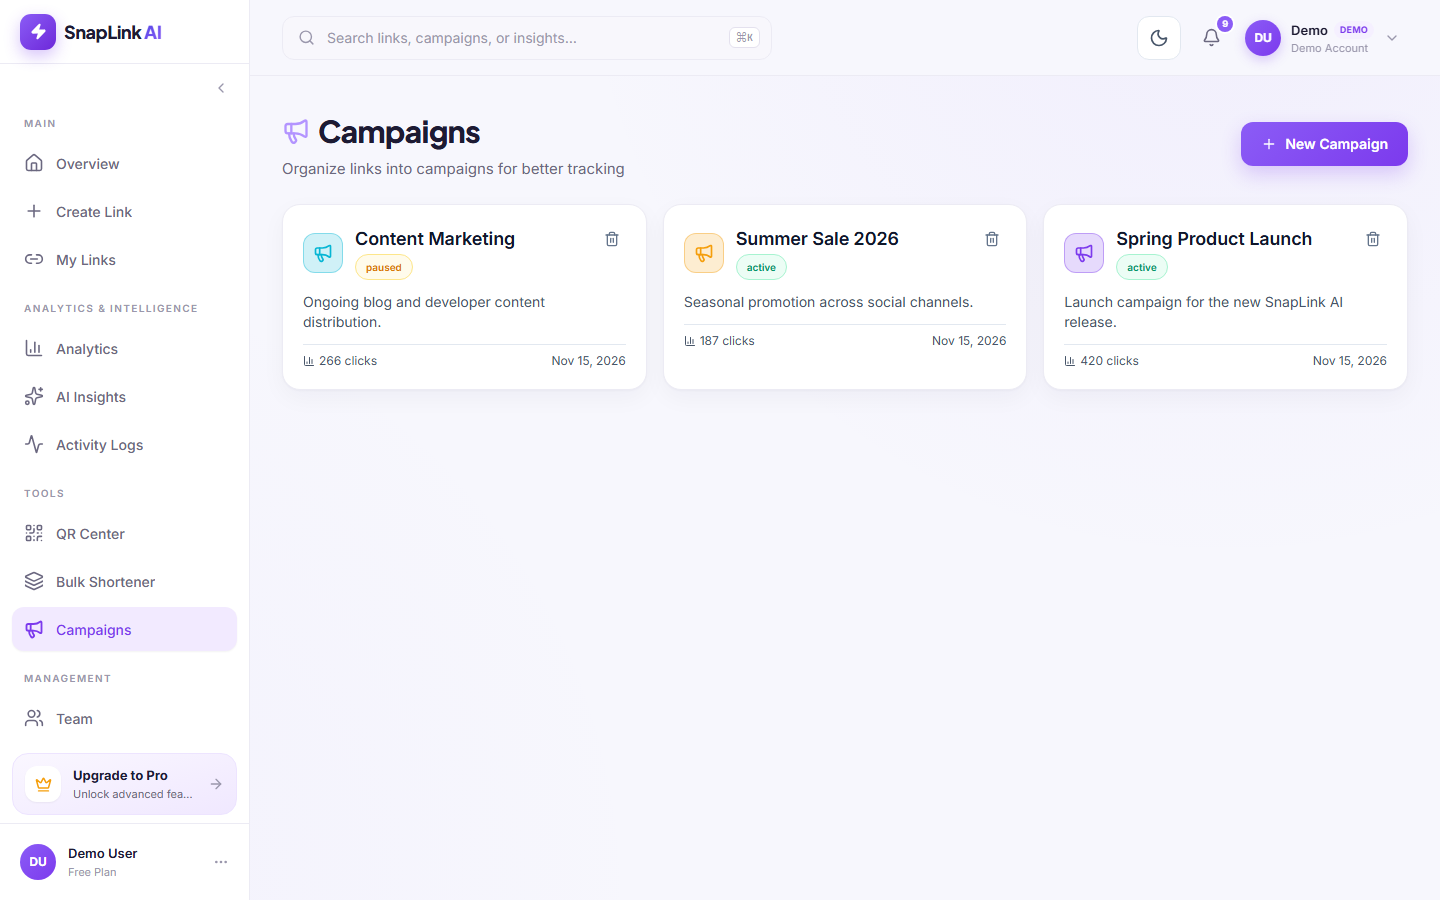 SnapLink AI
Search links, campaigns, or insights...
⌘K
9
DU
Demo DEMO
Demo Account
MAIN
Overview
Create Link
My Links
ANALYTICS & INTELLIGENCE
Analytics
AI Insights
Activity Logs
TOOLS
QR Center
Bulk Shortener
Campaigns
MANAGEMENT
Team
Upgrade to Pro
Unlock advanced fea...
DU
Demo User
Free Plan
Campaigns
Organize links into campaigns for better tracking
New Campaign
Content Marketing
paused
Ongoing blog and developer content
distribution.
266 clicks
Nov 15, 2026
Summer Sale 2026
active
Seasonal promotion across social channels.
187 clicks
Nov 15, 2026
Spring Product Launch
active
Launch campaign for the new SnapLink AI
release.
420 clicks
Nov 15, 2026